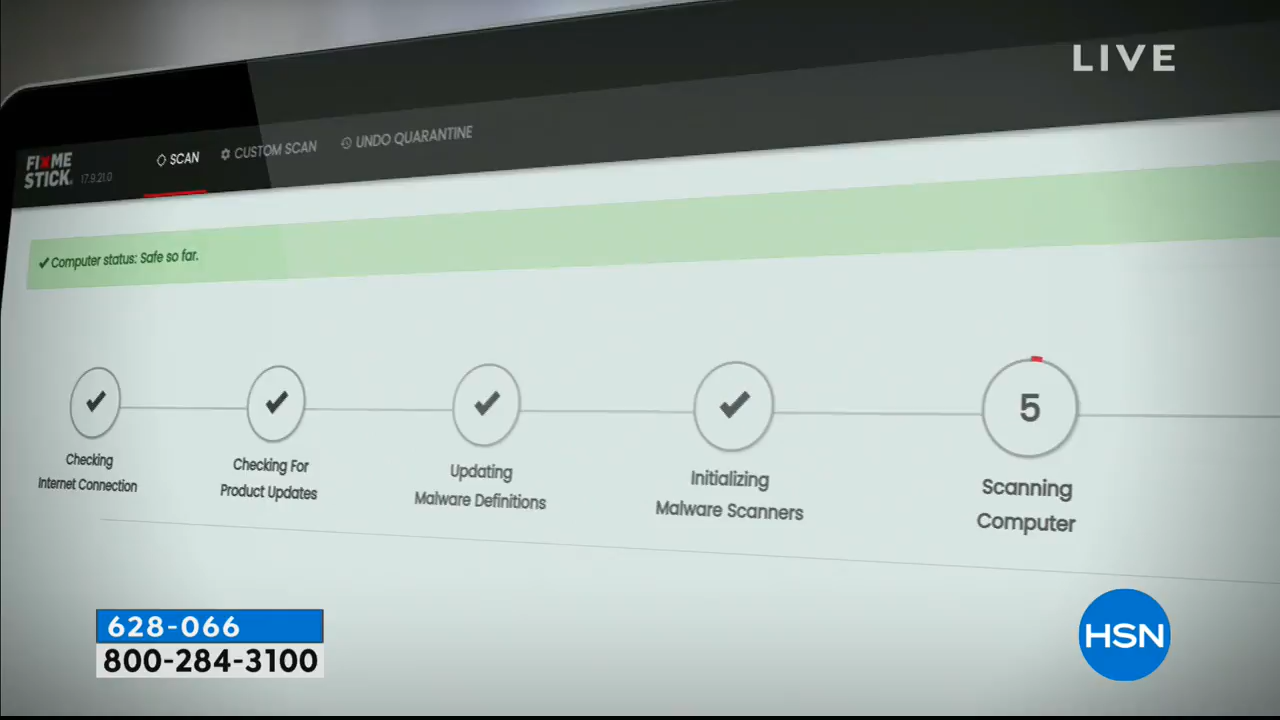 LIVE
FIXME
STICK
17.9.21.0
SCAN
CUSTOM SCAN
UNDO QUARANTINE
Computer status: Safe so far.
Checking
Internet Connection
Checking For
Product Updates
Updating
Malware Definitions
Initializing
Malware Scanners
5
Scanning
Computer
628-066
800-284-3100
HSN